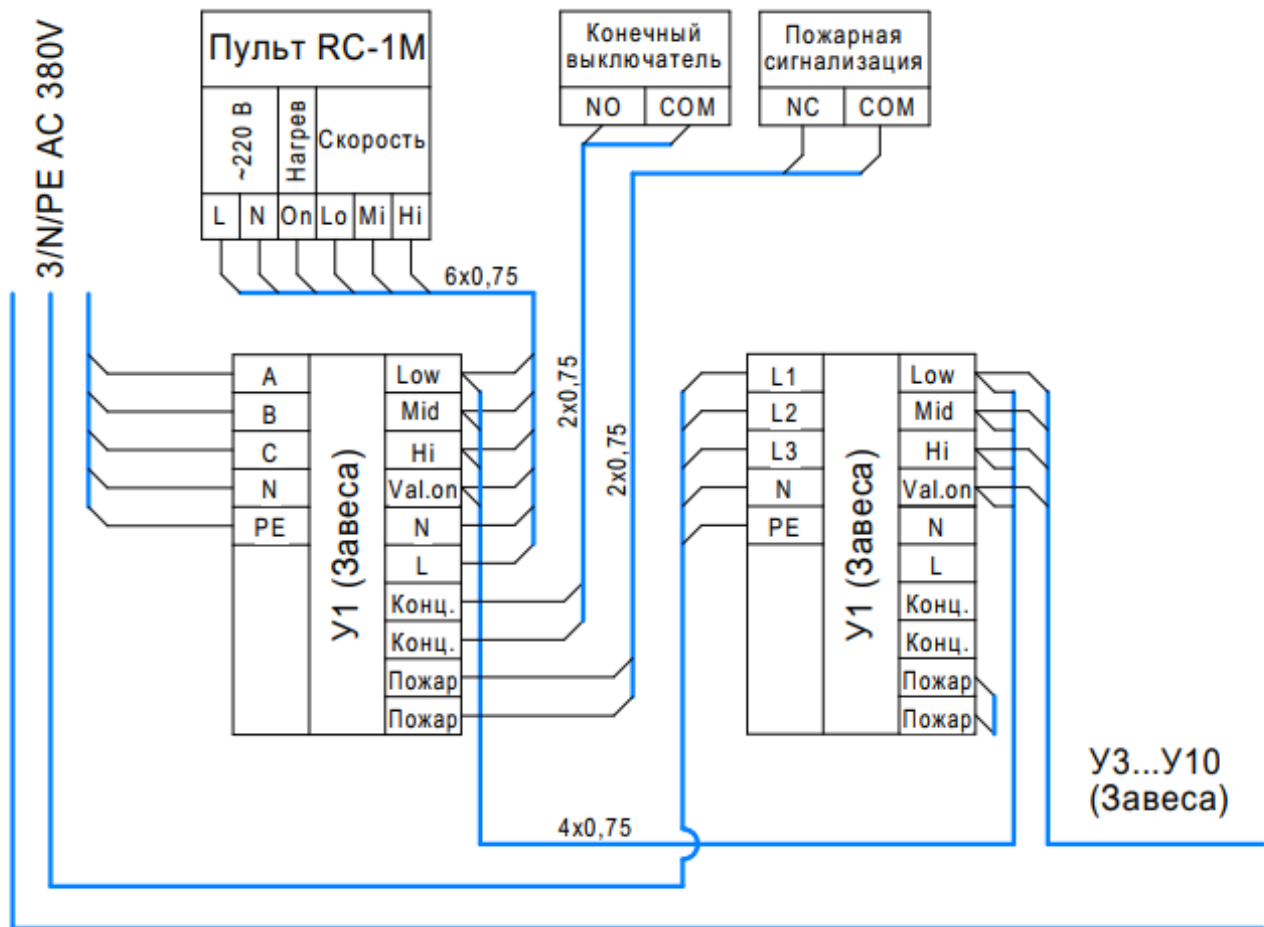 3/N/PE AC 380V
Пульт RC-1M
~220 В
Нагрев
Скорость
L N On Lo Mi Hi
Конечный
выключатель
NO COM
Пожарная
сигнализация
NC COM
6x0,75
2x0,75
2x0,75
A
B
C
N
PE
У1 (Завеса)
Low
Mid
Hi
Val.on
N
L
Конц.
Конц.
Пожар
Пожар
L1
L2
L3
N
PE
У1 (Завеса)
Low
Mid
Hi
Val.on
N
L
Конц.
Конц.
Пожар
Пожар
4x0,75
У3...У10
(Завеса)